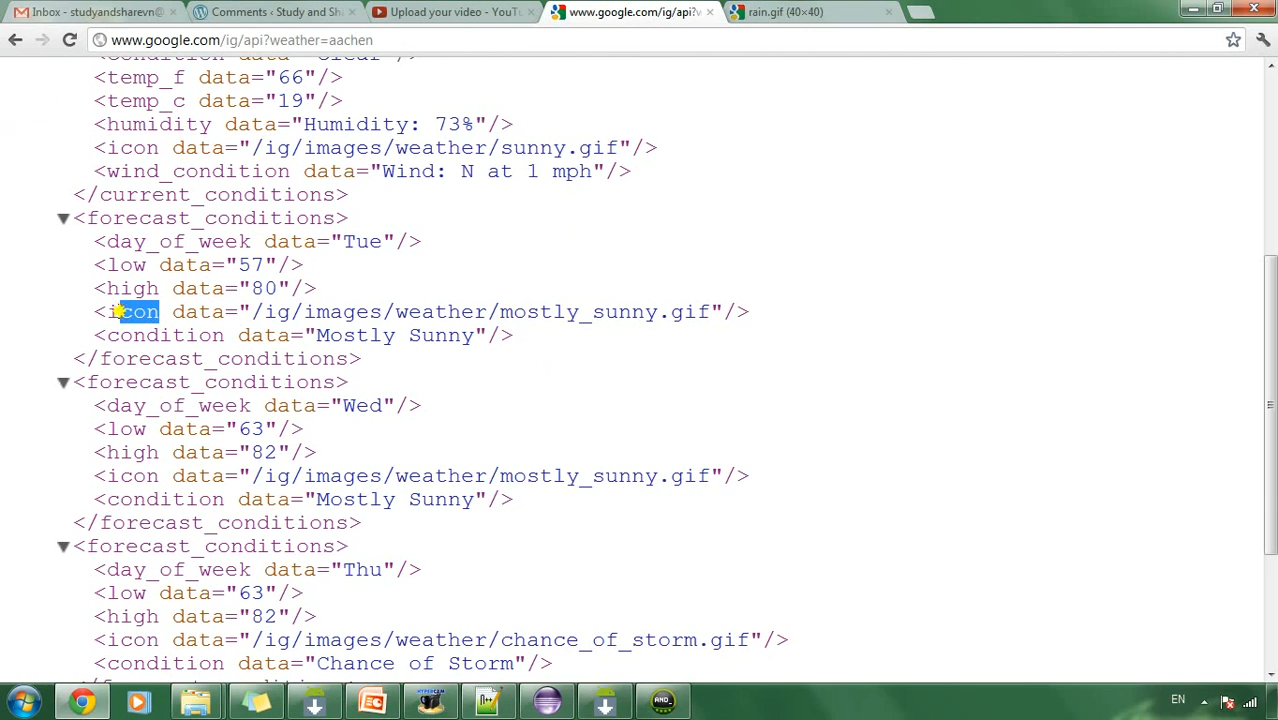 Inbox - studyandsharevn@
Comments ‹ Study and Sh
Upload your video - YouTu
www.google.com/ig/api?w
rain.gif (40×40)
www.google.com/ig/api?weather=aachen
<condition data="Clear"/>
<temp_f data="66"/>
<temp_c data="19"/>
<humidity data="Humidity: 73%"/>
<icon data="/ig/images/weather/sunny.gif"/>
<wind_condition data="Wind: N at 1 mph"/>
</current_conditions>
<forecast_conditions>
<day_of_week data="Tue"/>
<low data="57"/>
<high data="80"/>
<icon data="/ig/images/weather/mostly_sunny.gif"/>
<condition data="Mostly Sunny"/>
</forecast_conditions>
<forecast_conditions>
<day_of_week data="Wed"/>
<low data="63"/>
<high data="82"/>
<icon data="/ig/images/weather/mostly_sunny.gif"/>
<condition data="Mostly Sunny"/>
</forecast_conditions>
<forecast_conditions>
<day_of_week data="Thu"/>
<low data="63"/>
<high data="82"/>
<icon data="/ig/images/weather/chance_of_storm.gif"/>
<condition data="Chance of Storm"/>
</forecast_conditions>
HYPERCAM
AND_
EN